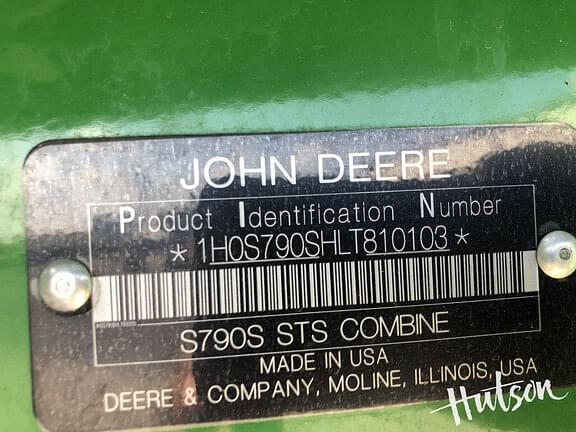 JOHN DEERE
Product Identification Number
*1H0S790SHLT810103*
S790S STS COMBINE
MADE IN USA
DEERE & COMPANY, MOLINE, ILLINOIS, USA
Hutson